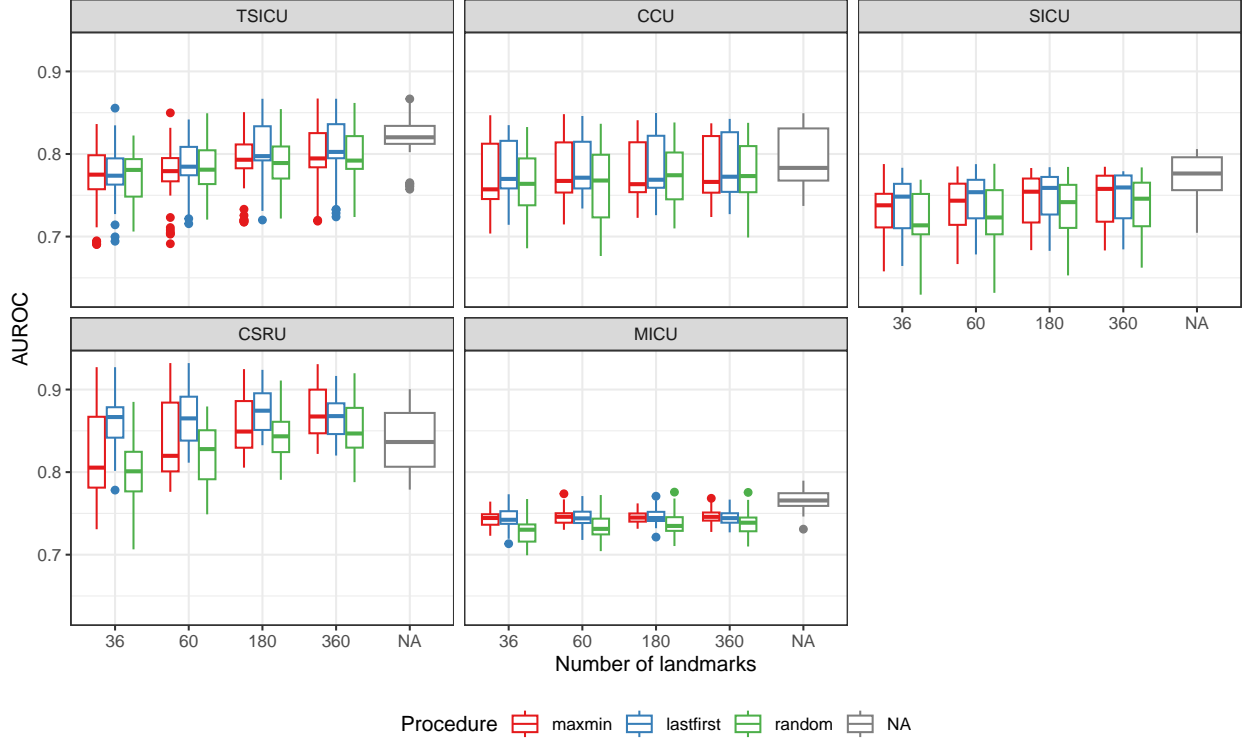 TSICU
CCU
SICU
0.9
0.8
0.7
36
60
180
360
NA
AUROC
CSRU
MICU
0.9
0.8
0.7
36
60
180
360
NA
36
60
180
360
NA
Number of landmarks
Procedure maxmin lastfirst random NA